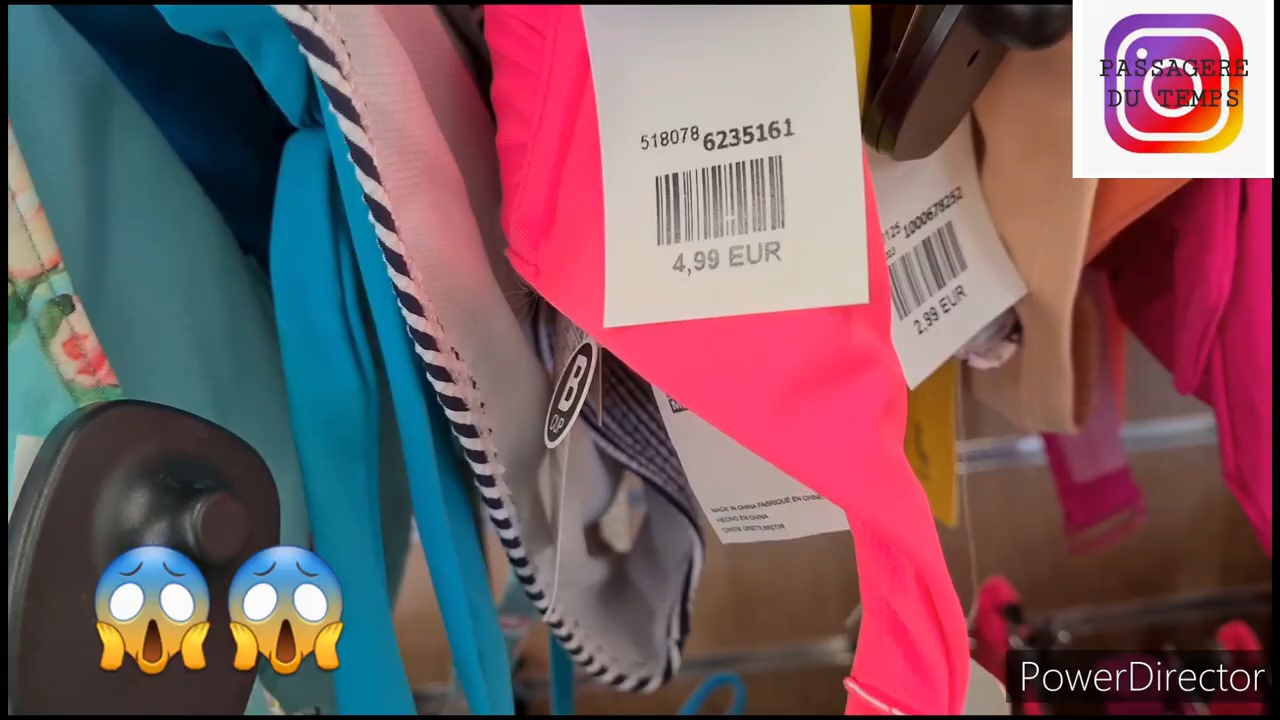 PASSAGERE
DU TEMPS
518078 6235161
4,99 EUR
1000678252
2,99 EUR
B
O.P.
MADE IN CHINA FABRIQUÉ EN CHINE
HECHO EN CHINA
PowerDirector